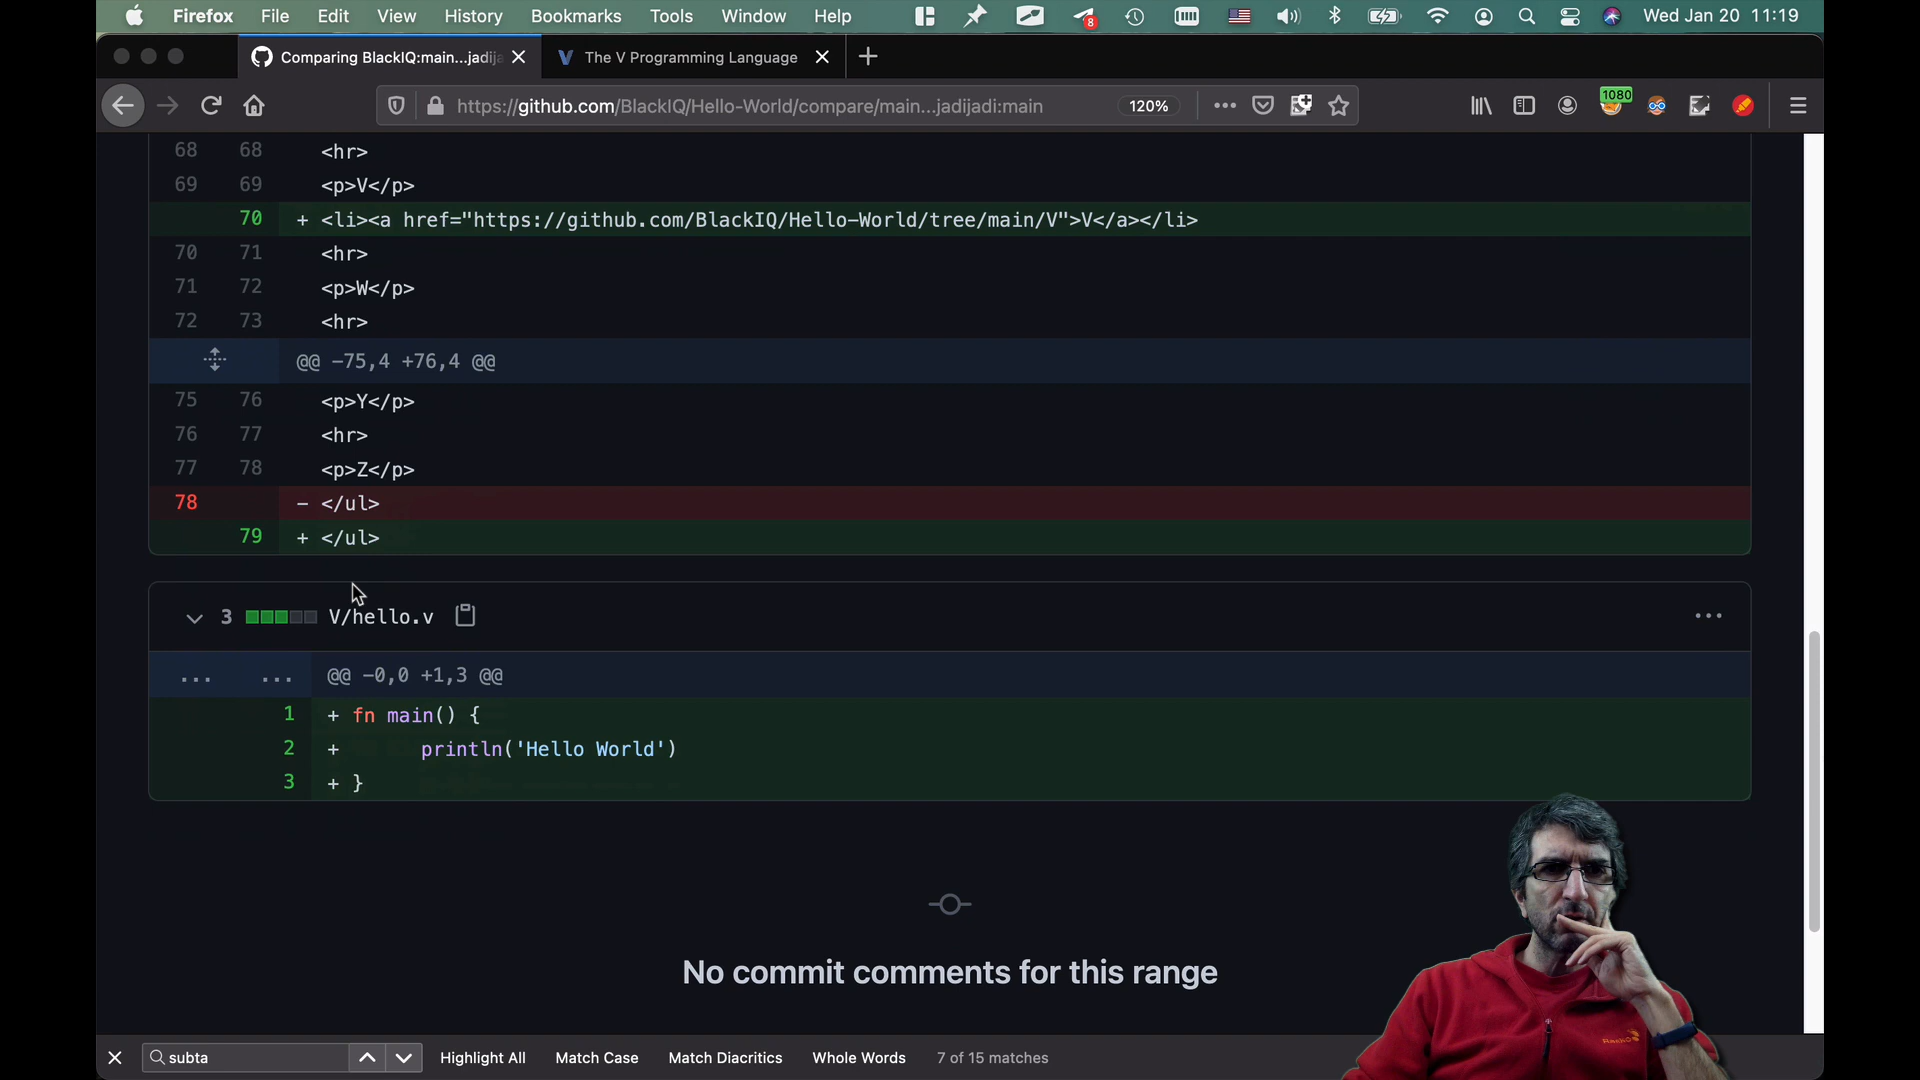 Firefox File Edit View History Bookmarks Tools Window Help 8 Wed Jan 20 11:19
Comparing BlackIQ:main...jadija The V Programming Language
https://github.com/BlackIQ/Hello-World/compare/main...jadijadi:main 120% 1080
68 68 <hr>
69 69 <p>V</p>
70 + <li><a href="https://github.com/BlackIQ/Hello-World/tree/main/V">V</a></li>
70 71 <hr>
71 72 <p>W</p>
72 73 <hr>
@@ -75,4 +76,4 @@
75 76 <p>Y</p>
76 77 <hr>
77 78 <p>Z</p>
78 - </ul>
79 + </ul>
3 V/hello.v
... ... @@ -0,0 +1,3 @@
1 + fn main() {
2 + println('Hello World')
3 + }
No commit comments for this range
subta Highlight All Match Case Match Diacritics Whole Words 7 of 15 matches